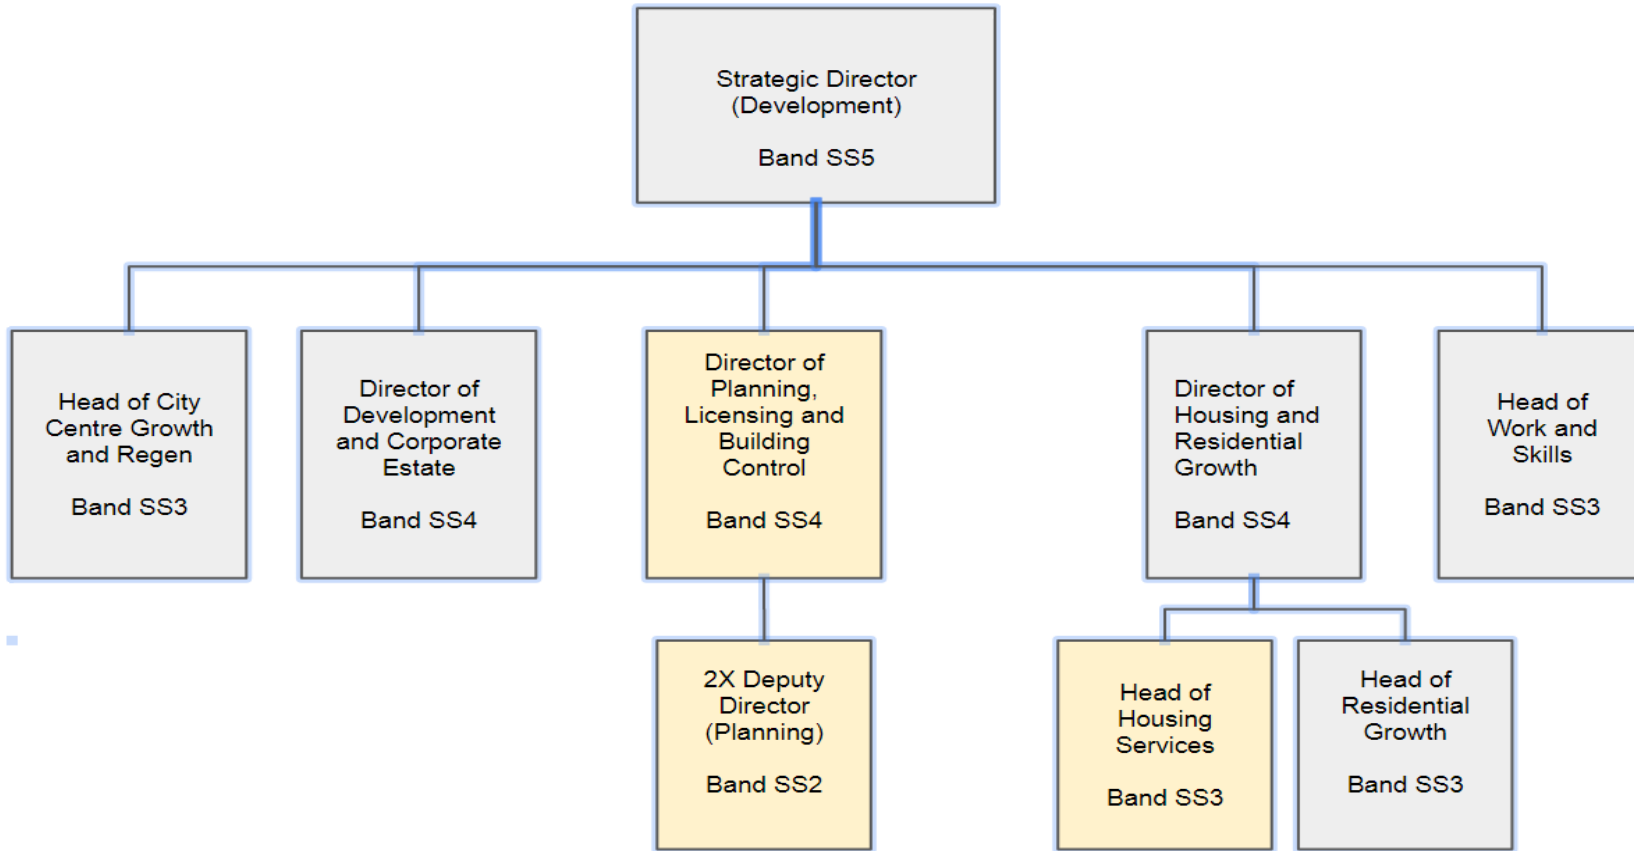 Strategic Director
(Development)
Band SS5
Head of City
Centre Growth
and Regen
Band SS3
Director of
Development
and Corporate
Estate
Band SS4
Director of
Planning,
Licensing and
Building
Control
Band SS4
Director of
Housing and
Residential
Growth
Band SS4
Head of
Work and
Skills
Band SS3
2X Deputy
Director
(Planning)
Band SS2
Head of
Housing
Services
Band SS3
Head of
Residential
Growth
Band SS3